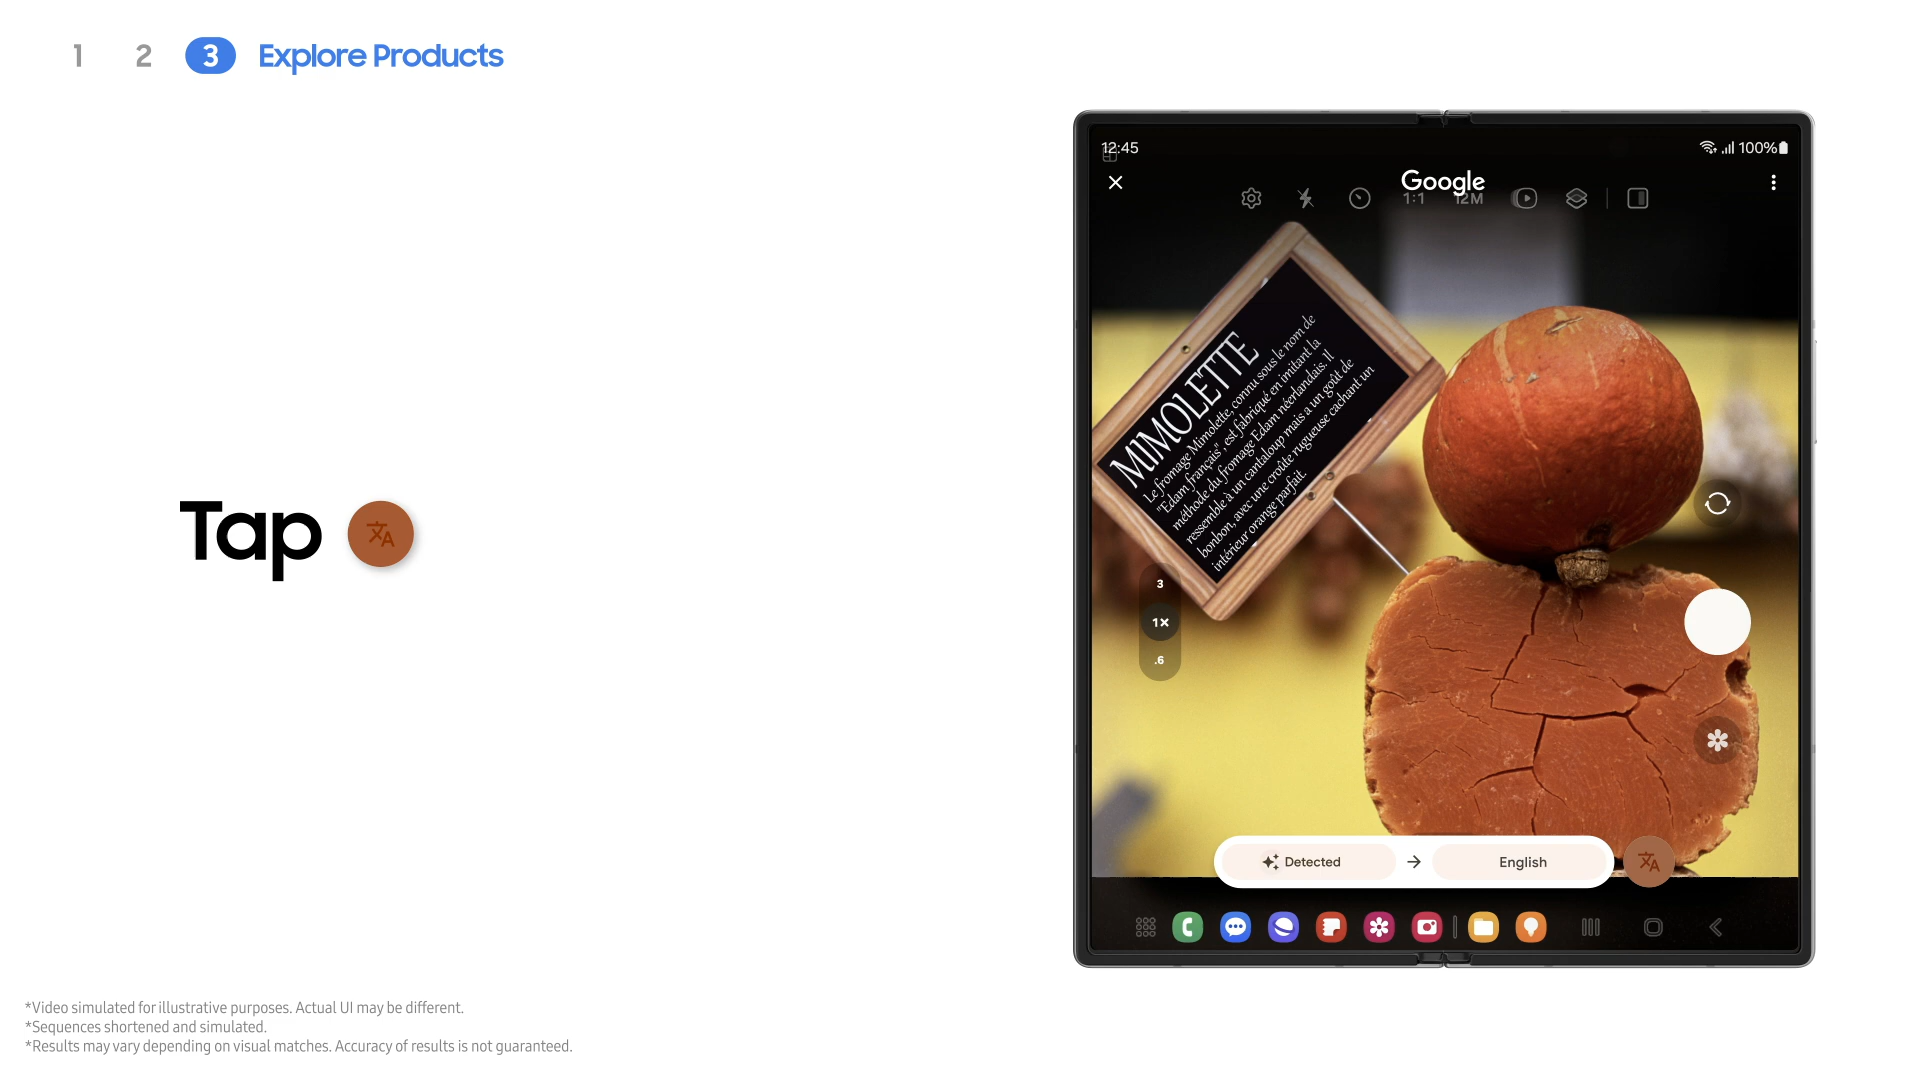 1 2 3 Explore Products
12:45
100%
Google
1:1 12M
MIMOLETTE
Le fromage Mimolette, connu sous le nom de
"Edam français", est fabriqué en imitant la
méthode du fromage Edam néerlandais. Il
ressemble à un cantaloup mais a un goût de
bonbon, avec une croûte rugueuse cachant un
intérieur orange parfait.
Tap
3
1×
.6
Detected → English
*Video simulated for illustrative purposes. Actual UI may be different.
*Sequences shortened and simulated.
*Results may vary depending on visual matches. Accuracy of results is not guaranteed.